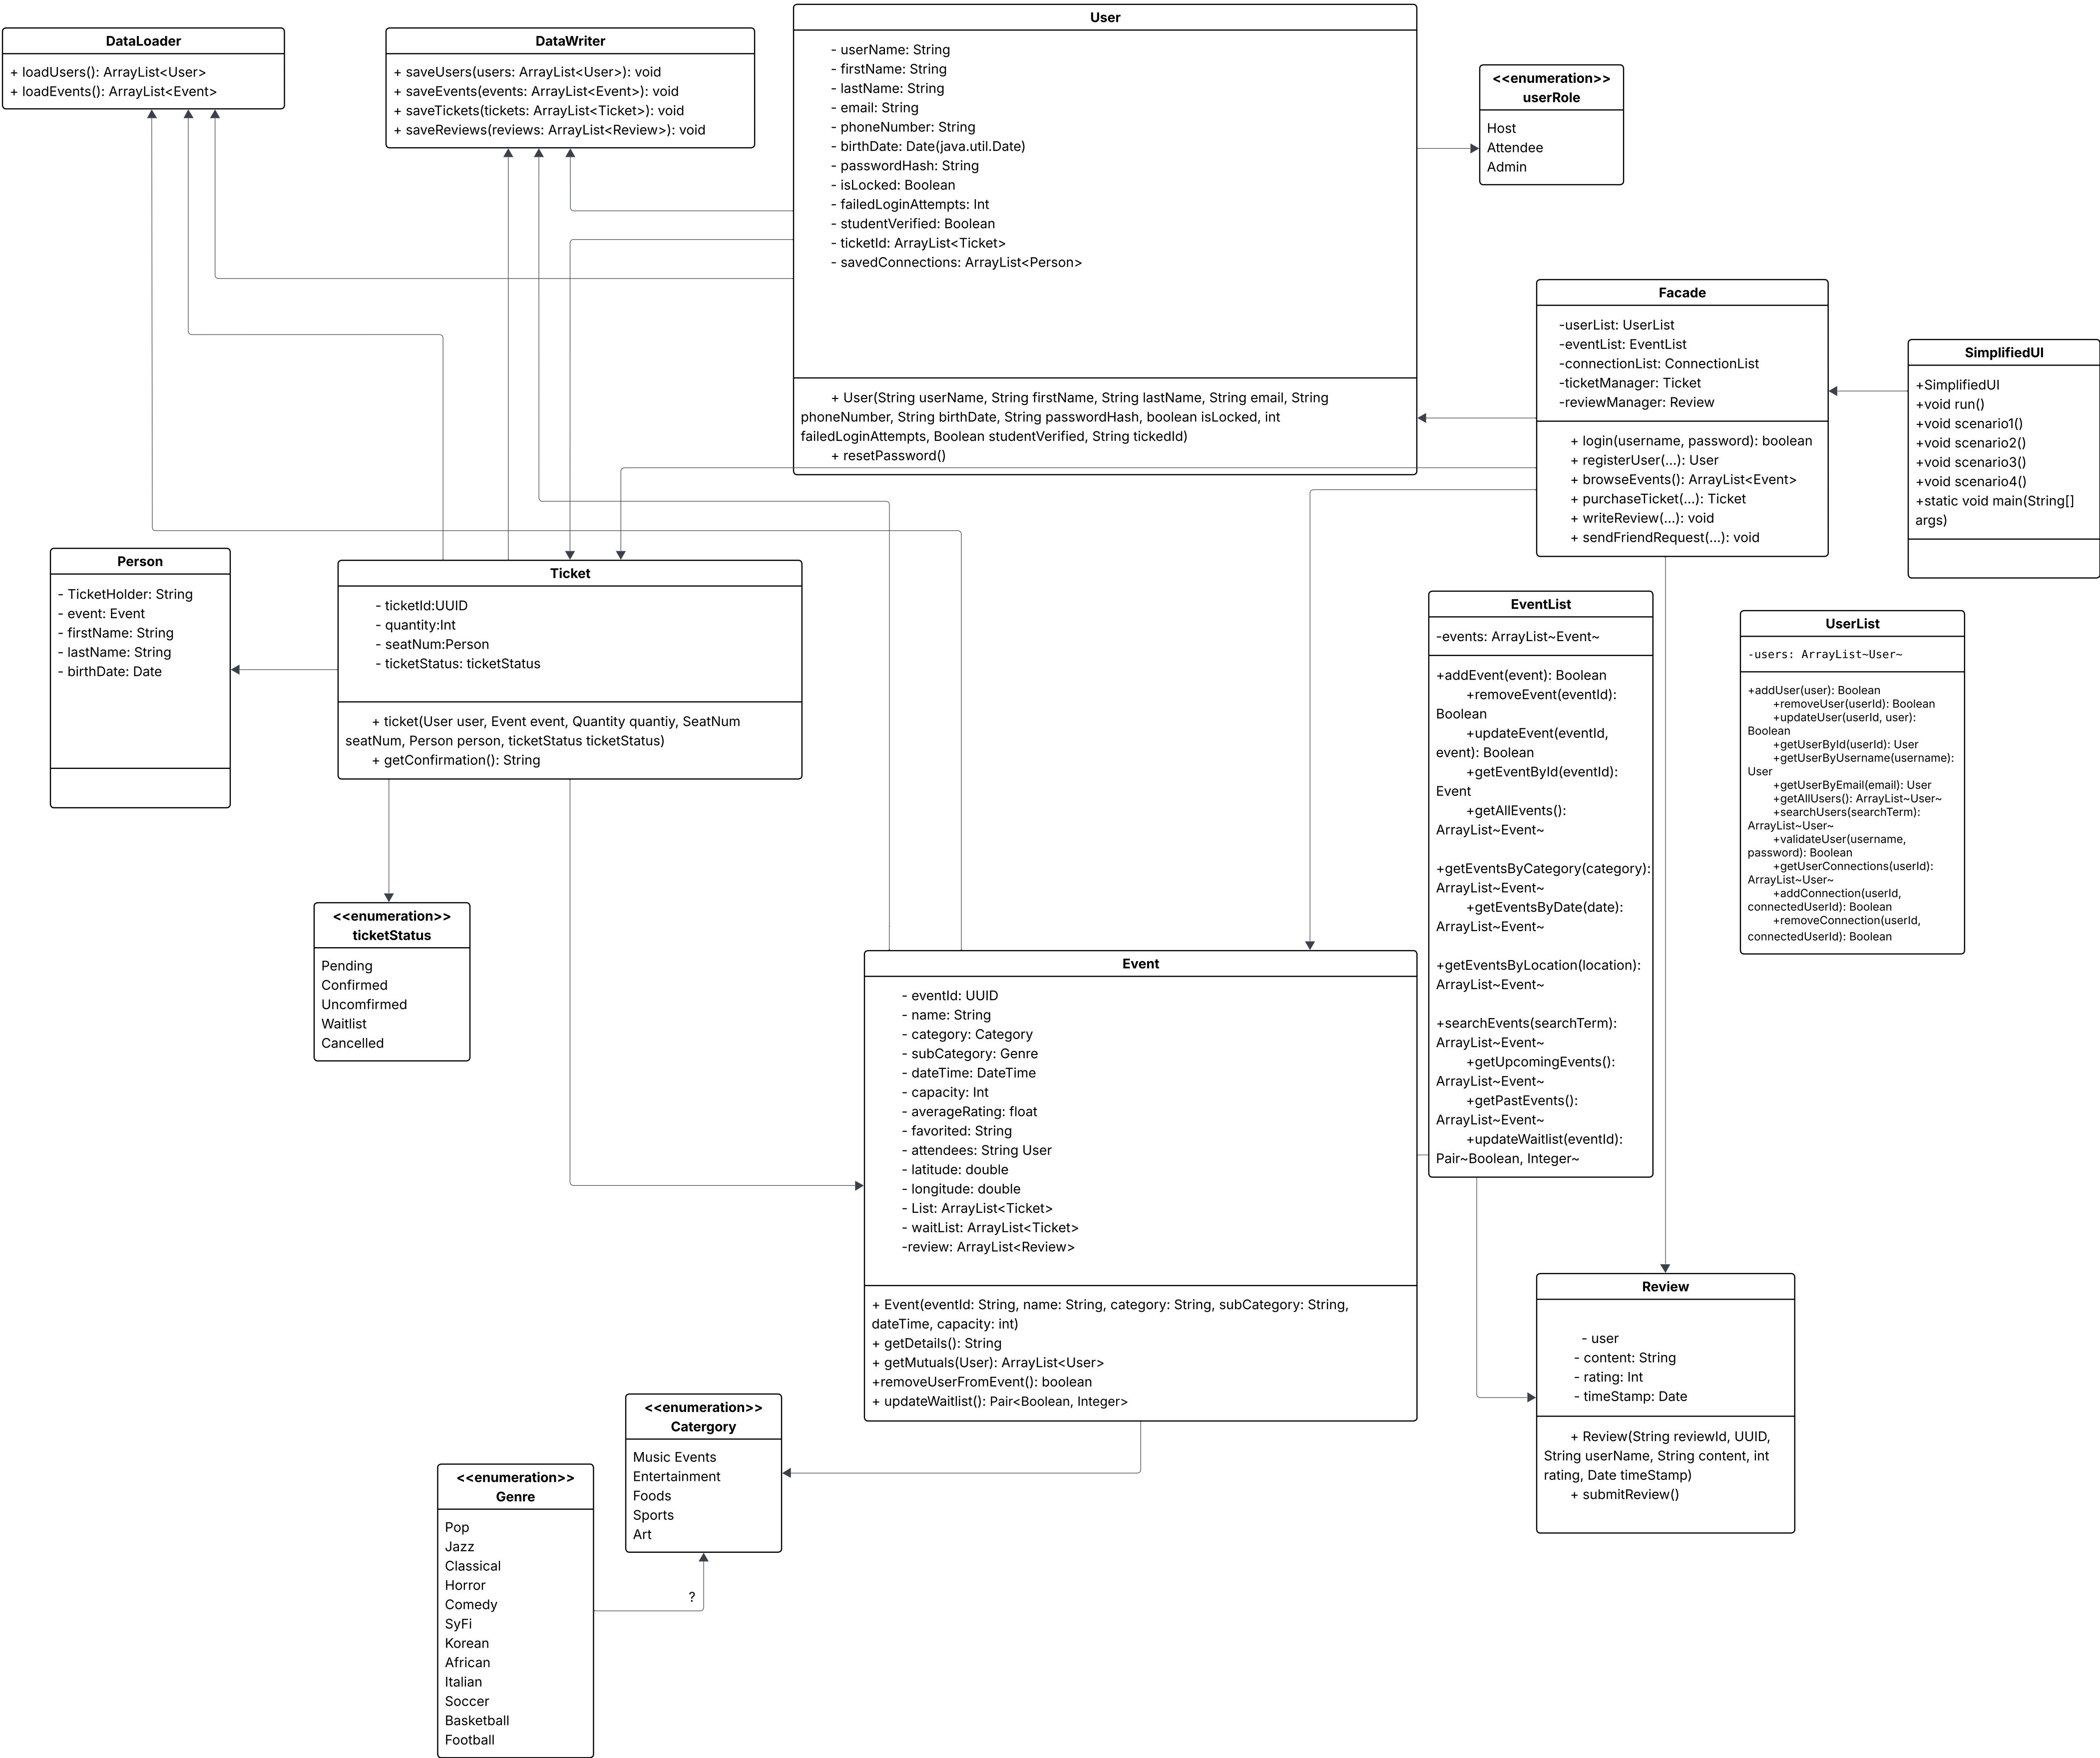 DataLoader
+ loadUsers(): ArrayList<User>
+ loadEvents(): ArrayList<Event>
DataWriter
+ saveUsers(users: ArrayList<User>): void
+ saveEvents(events: ArrayList<Event>): void
+ saveTickets(tickets: ArrayList<Ticket>): void
+ saveReviews(reviews: ArrayList<Review>): void
User
- userName: String
- firstName: String
- lastName: String
- email: String
- phoneNumber: String
- birthDate: Date(java.util.Date)
- passwordHash: String
- isLocked: Boolean
- failedLoginAttempts: Int
- studentVerified: Boolean
- ticketId: ArrayList<Ticket>
- savedConnections: ArrayList<Person>
+ User(String userName, String firstName, String lastName, String email, String
phoneNumber, String birthDate, String passwordHash, boolean isLocked, int
failedLoginAttempts, Boolean studentVerified, String tickedId)
+ resetPassword()
<<enumeration>>
userRole
Host
Attendee
Admin
Facade
-userList: UserList
-eventList: EventList
-connectionList: ConnectionList
-ticketManager: Ticket
-reviewManager: Review
+ login(username, password): boolean
+ registerUser(...): User
+ browseEvents(): ArrayList<Event>
+ purchaseTicket(...): Ticket
+ writeReview(...): void
+ sendFriendRequest(...): void
SimplifiedUI
+SimplifiedUI
+void run()
+void scenario1()
+void scenario2()
+void scenario3()
+void scenario4()
+static void main(String[]
args)
Person
- TicketHolder: String
- event: Event
- firstName: String
- lastName: String
- birthDate: Date
Ticket
- ticketId:UUID
- quantity:Int
- seatNum:Person
- ticketStatus: ticketStatus
+ ticket(User user, Event event, Quantity quantiy, SeatNum
seatNum, Person person, ticketStatus ticketStatus)
+ getConfirmation(): String
EventList
-events: ArrayList~Event~
+addEvent(event): Boolean
+removeEvent(eventId):
Boolean
+updateEvent(eventId,
event): Boolean
+getEventById(eventId):
Event
+getAllEvents():
ArrayList~Event~
+getEventsByCategory(category):
ArrayList~Event~
+getEventsByDate(date):
ArrayList~Event~
+getEventsByLocation(location):
ArrayList~Event~
+searchEvents(searchTerm):
ArrayList~Event~
+getUpcomingEvents():
ArrayList~Event~
+getPastEvents():
ArrayList~Event~
+updateWaitlist(eventId):
Pair~Boolean, Integer~
UserList
-users: ArrayList~User~
+addUser(user): Boolean
+removeUser(userId): Boolean
+updateUser(userId, user):
Boolean
+getUserById(userId): User
+getUserByUsername(username):
User
+getUserByEmail(email): User
+getAllUsers(): ArrayList~User~
+searchUsers(searchTerm):
ArrayList~User~
+validateUser(username,
password): Boolean
+getUserConnections(userId):
ArrayList~User~
+addConnection(userId,
connectedUserId): Boolean
+removeConnection(userId,
connectedUserId): Boolean
<<enumeration>>
ticketStatus
Pending
Confirmed
Uncomfirmed
Waitlist
Cancelled
Event
- eventId: UUID
- name: String
- category: Category
- subCategory: Genre
- dateTime: DateTime
- capacity: Int
- averageRating: float
- favorited: String
- attendees: String User
- latitude: double
- longitude: double
- List: ArrayList<Ticket>
- waitList: ArrayList<Ticket>
-review: ArrayList<Review>
+ Event(eventId: String, name: String, category: String, subCategory: String,
dateTime, capacity: int)
+ getDetails(): String
+ getMutuals(User): ArrayList<User>
+removeUserFromEvent(): boolean
+ updateWaitlist(): Pair<Boolean, Integer>
Review
- user
- content: String
- rating: Int
- timeStamp: Date
+ Review(String reviewId, UUID,
String userName, String content, int
rating, Date timeStamp)
+ submitReview()
<<enumeration>>
Catergory
Music Events
Entertainment
Foods
Sports
Art
<<enumeration>>
Genre
Pop
Jazz
Classical
Horror
Comedy
SyFi
Korean
African
Italian
Soccer
Basketball
Football
?